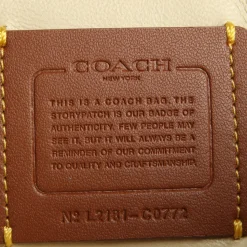 COACH
NEW YORK
THIS IS A COACH BAG. THE
STORYPATCH IS OUR BADGE OF
AUTHENTICITY. FEW PEOPLE MAY
SEE IT, BUT IT WILL ALWAYS BE A
REMINDER OF OUR COMMITMENT
TO QUALITY AND CRAFTSMANSHIP
Nº L2181-C0772